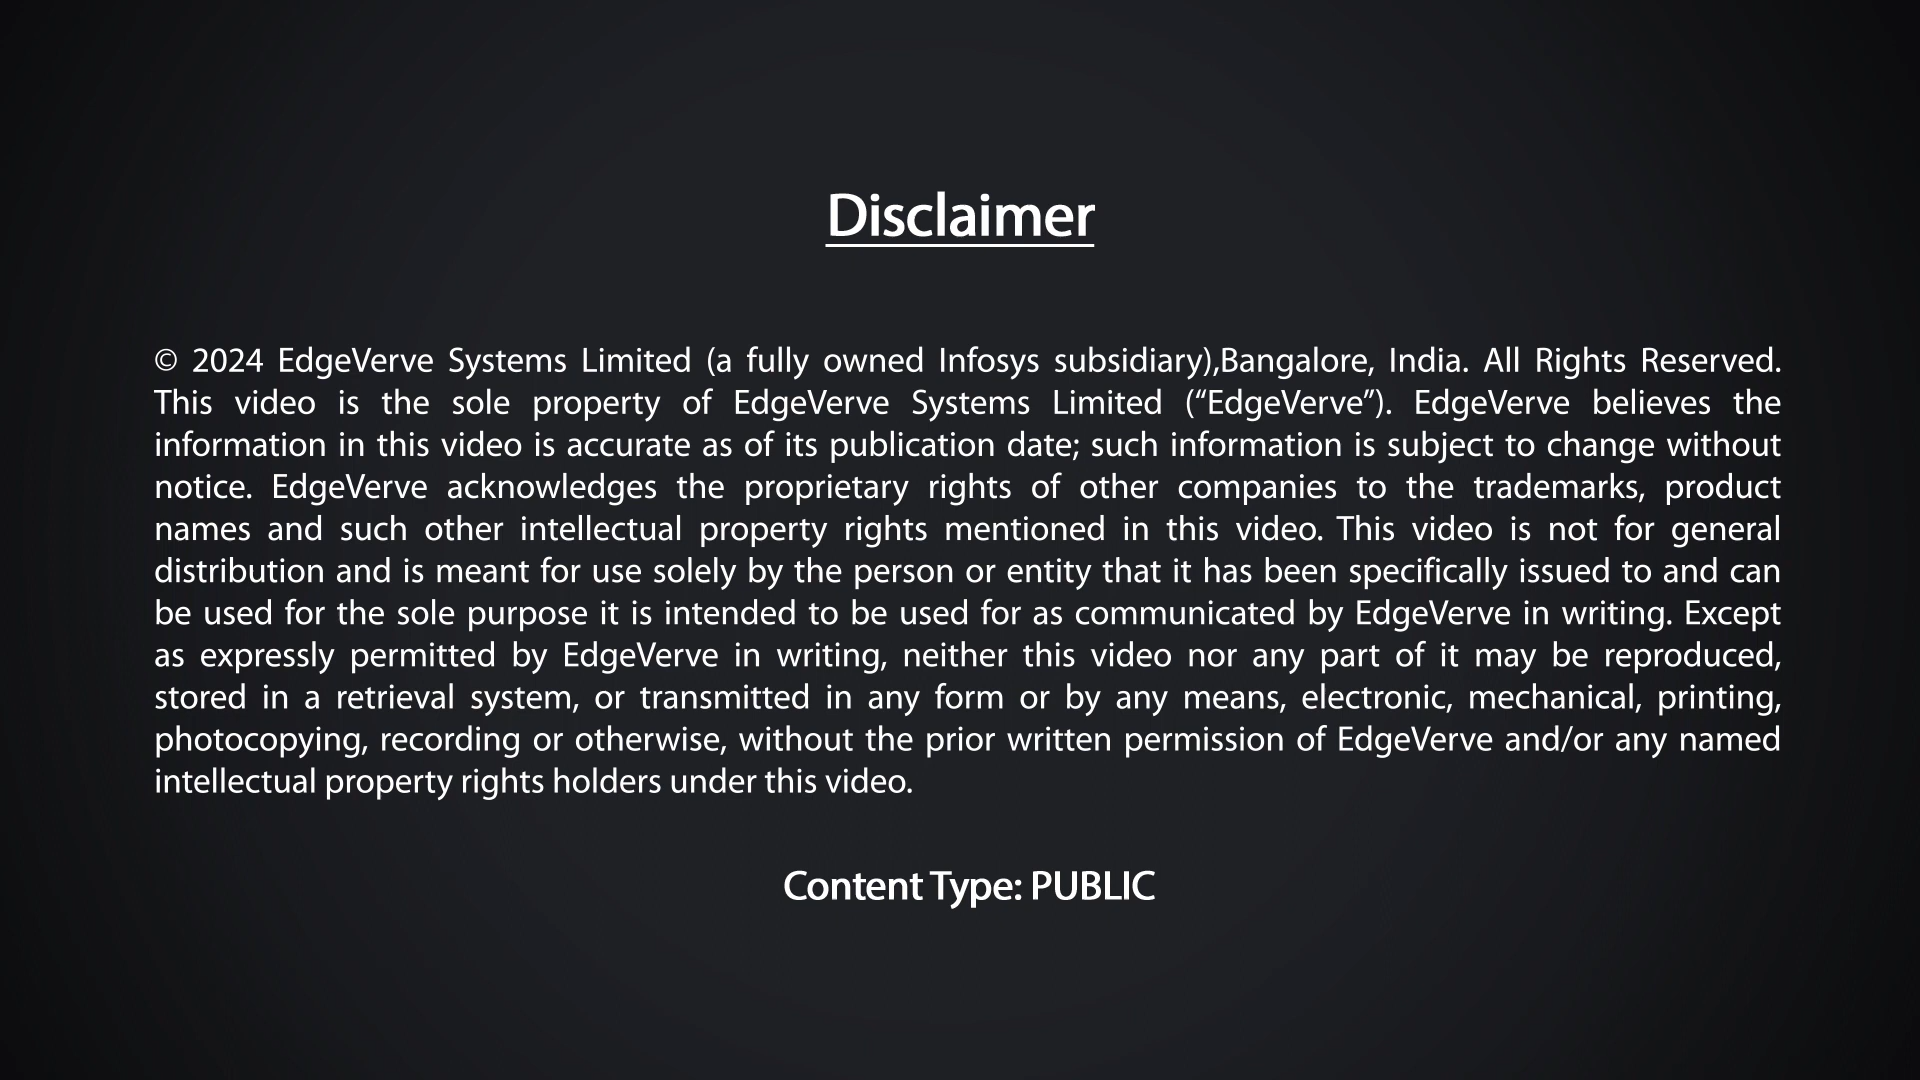 Disclaimer
© 2024 EdgeVerve Systems Limited (a fully owned Infosys subsidiary),Bangalore, India. All Rights Reserved.
This video is the sole property of EdgeVerve Systems Limited (“EdgeVerve”). EdgeVerve believes the
information in this video is accurate as of its publication date; such information is subject to change without
notice. EdgeVerve acknowledges the proprietary rights of other companies to the trademarks, product
names and such other intellectual property rights mentioned in this video. This video is not for general
distribution and is meant for use solely by the person or entity that it has been specifically issued to and can
be used for the sole purpose it is intended to be used for as communicated by EdgeVerve in writing. Except
as expressly permitted by EdgeVerve in writing, neither this video nor any part of it may be reproduced,
stored in a retrieval system, or transmitted in any form or by any means, electronic, mechanical, printing,
photocopying, recording or otherwise, without the prior written permission of EdgeVerve and/or any named
intellectual property rights holders under this video.
Content Type: PUBLIC